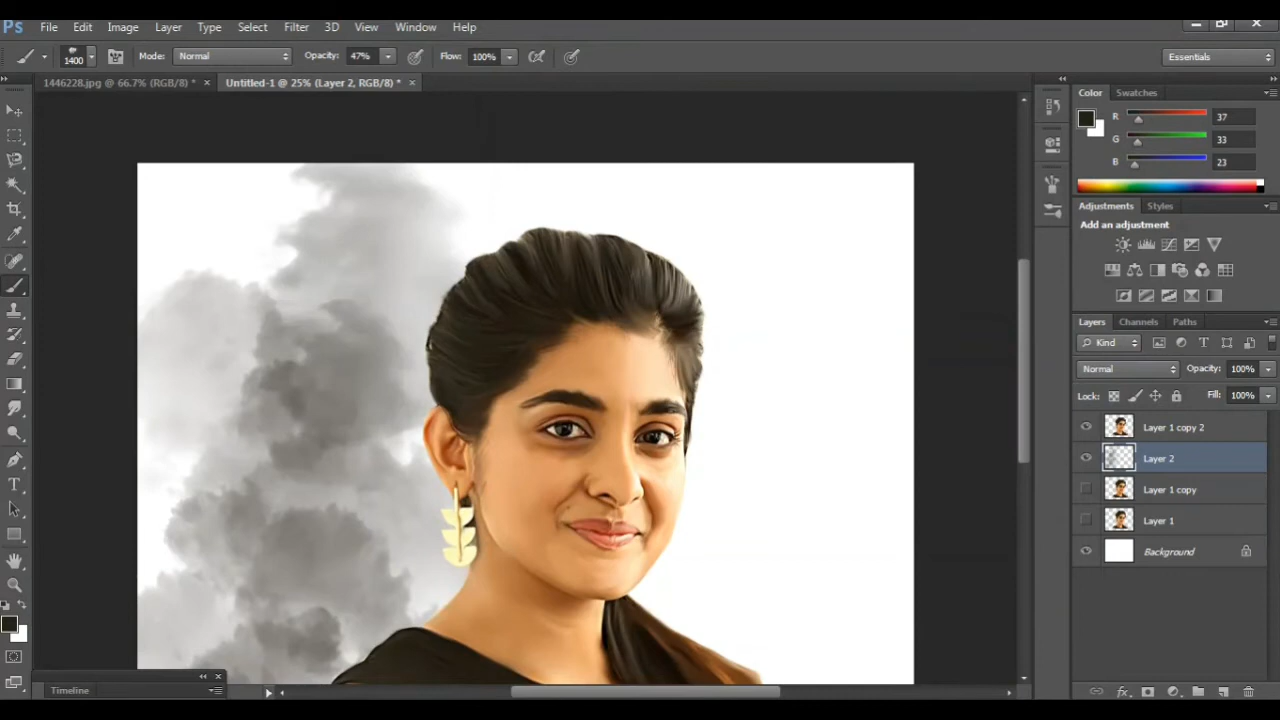 Ps File Edit Image Layer Type Select Filter 3D View Window Help
1400 Mode: Normal Opacity: 47% Flow: 100% Essentials
1446228.jpg @ 66.7% (RGB/8) * × Untitled-1 @ 25% (Layer 2, RGB/8) * ×
Color Swatches
R 37
G 33
B 23
Adjustments Styles
Add an adjustment
Layers Channels Paths
Kind
Normal Opacity: 100%
Lock: Fill: 100%
Layer 1 copy 2
Layer 2
Layer 1 copy
Layer 1
Background
Timeline